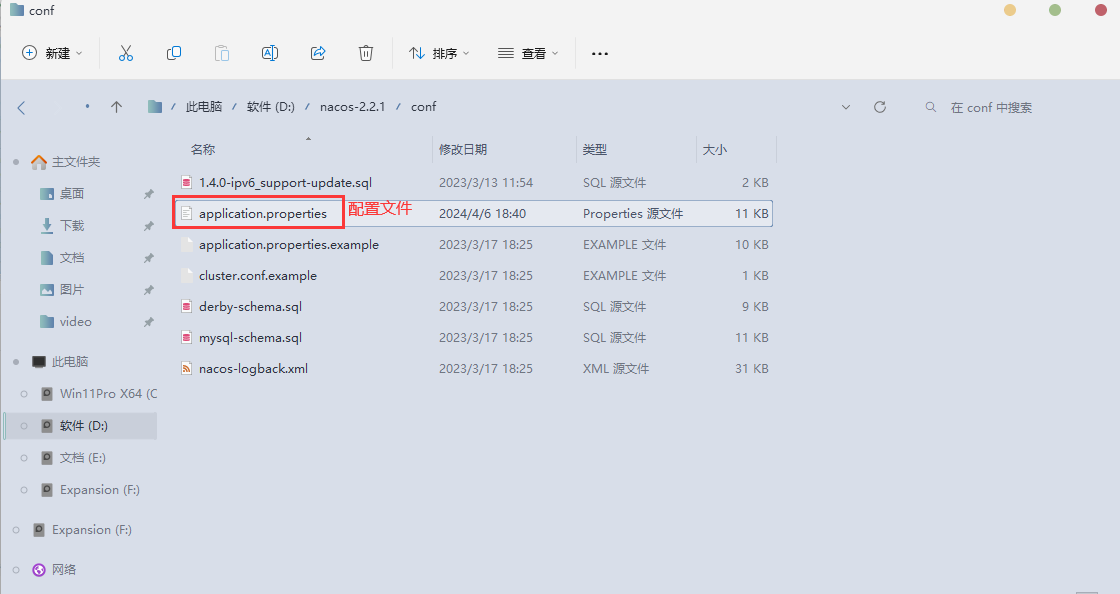 conf
新建 排序 查看
此电脑 / 软件 (D:) / nacos-2.2.1 / conf 在 conf 中搜索
名称 修改日期 类型 大小
1.4.0-ipv6_support-update.sql 2023/3/13 11:54 SQL 源文件 2 KB
application.properties 配置文件 2024/4/6 18:40 Properties 源文件 11 KB
application.properties.example 2023/3/17 18:25 EXAMPLE 文件 10 KB
cluster.conf.example 2023/3/17 18:25 EXAMPLE 文件 1 KB
derby-schema.sql 2023/3/17 18:25 SQL 源文件 9 KB
mysql-schema.sql 2023/3/17 18:25 SQL 源文件 11 KB
nacos-logback.xml 2023/3/17 18:25 XML 源文件 31 KB
主文件夹
桌面
下载
文档
图片
video
此电脑
Win11Pro X64 (C
软件 (D:)
文档 (E:)
Expansion (F:)
Expansion (F:)
网络